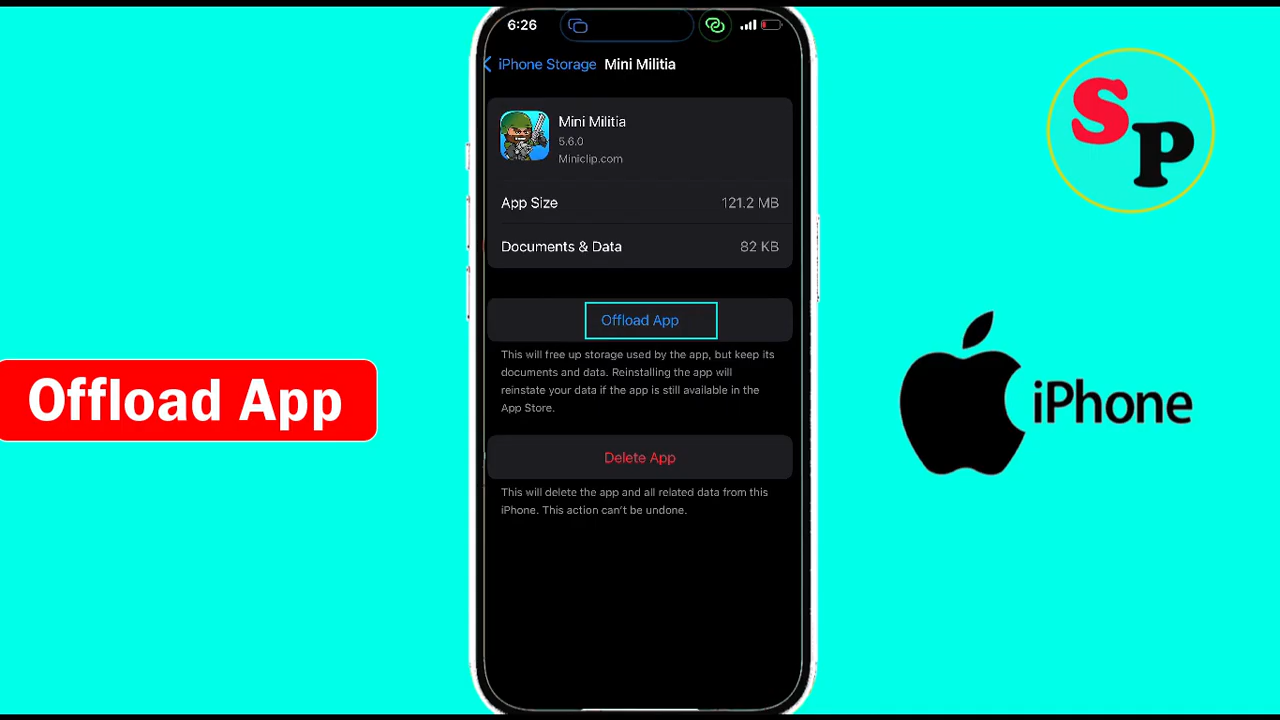 6:26
iPhone Storage Mini Militia
Mini Militia
5.6.0
Miniclip.com
App Size 121.2 MB
Documents & Data 82 KB
Offload App
This will free up storage used by the app, but keep its
documents and data. Reinstalling the app will
reinstate your data if the app is still available in the
App Store.
Delete App
This will delete the app and all related data from this
iPhone. This action can't be undone.
Offload App
SP
iPhone